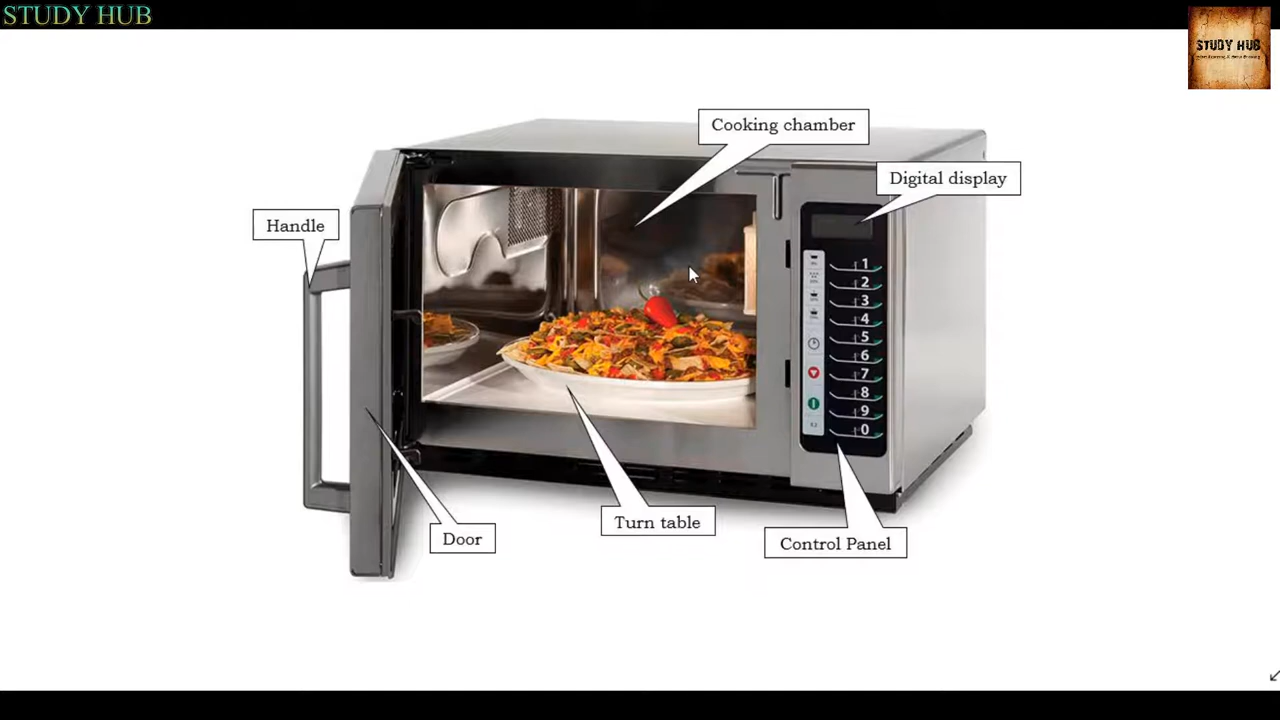 STUDY HUB
STUDY HUB
Cooking chamber
Digital display
Handle
1
2
3
4
5
6
7
8
9
0
Turn table
Door
Control Panel